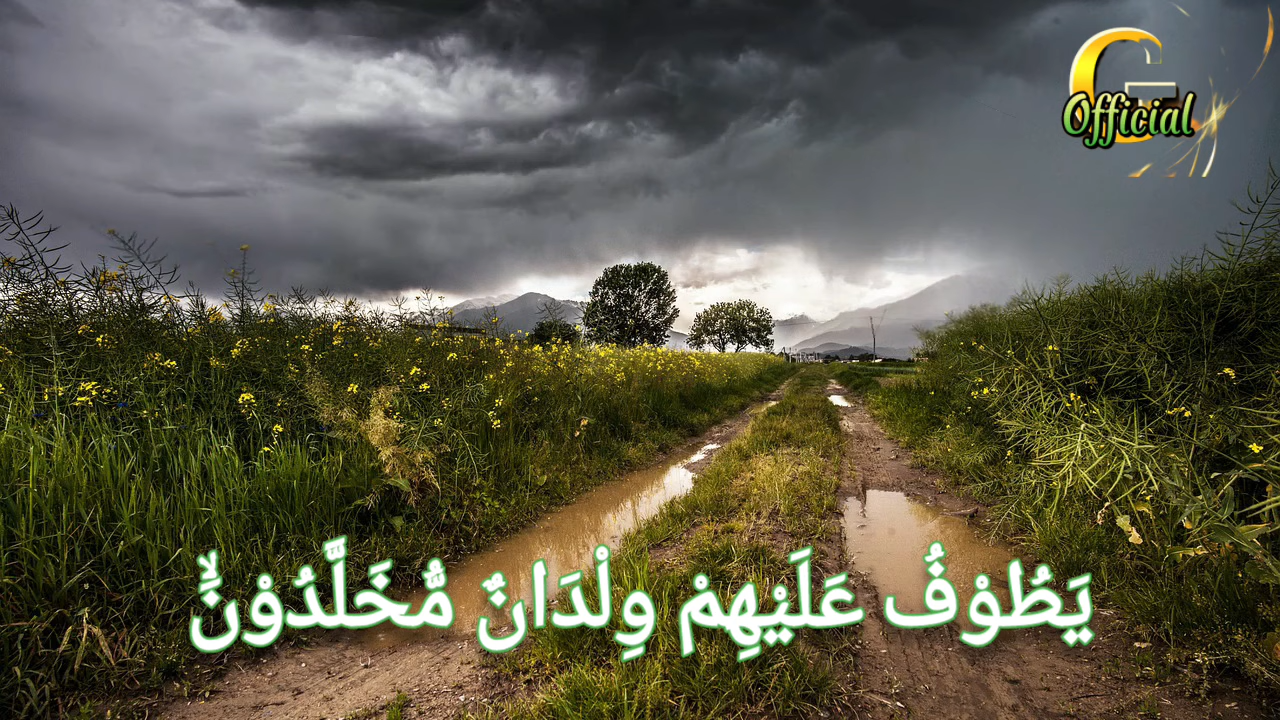 G
Official
يَطُوْفُ عَلَيْهِمْ وِلْدَانٌ مُّخَلَّدُوْنَۙ